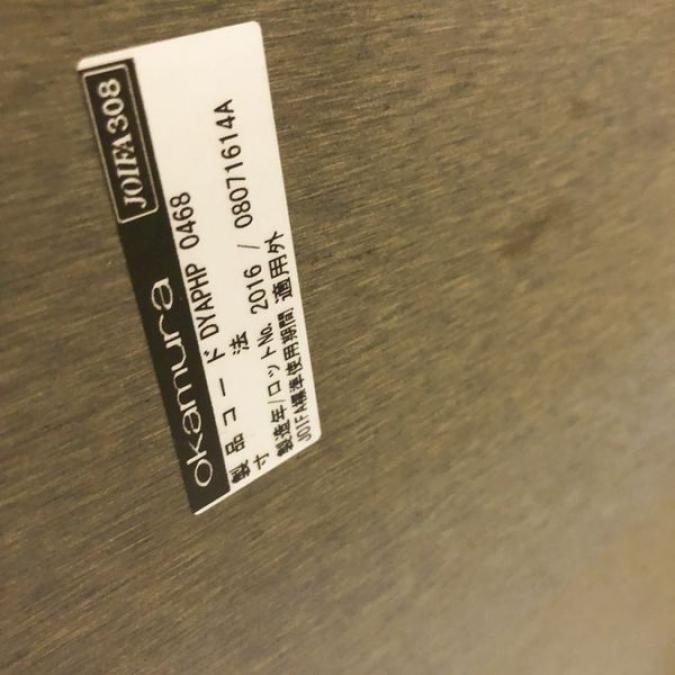 okamura JOIFA308
製品コード DYAPHP 0468
寸 法
製造年/ロットNo. 2016 / 08071614A
JOIFA標準使用期間 適用外